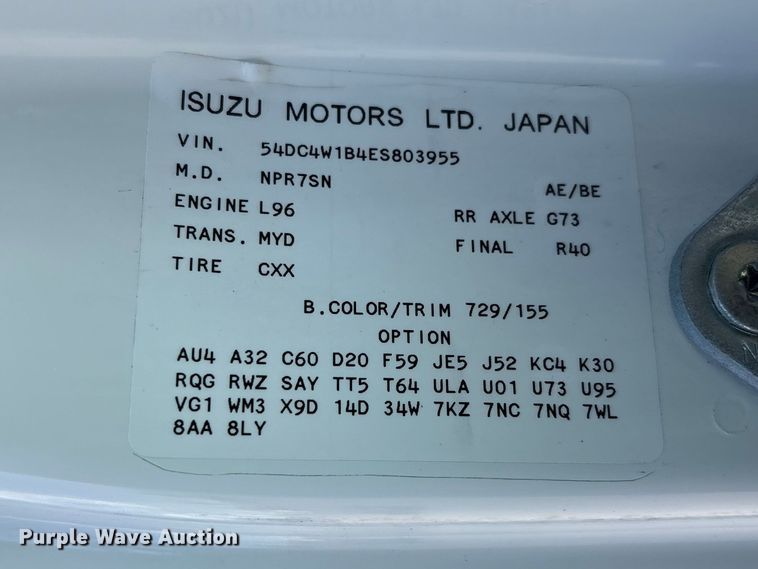 ISUZU MOTORS LTD. JAPAN
VIN. 54DC4W1B4ES803955
M.D. NPR7SN AE/BE
ENGINE L96 RR AXLE G73
TRANS. MYD FINAL R40
TIRE CXX
B.COLOR/TRIM 729/155
OPTION
AU4 A32 C60 D20 F59 JE5 J52 KC4 K30
RQG RWZ SAY TT5 T64 ULA U01 U73 U95
VG1 WM3 X9D 14D 34W 7KZ 7NC 7NQ 7WL
8AA 8LY
Purple Wave Auction